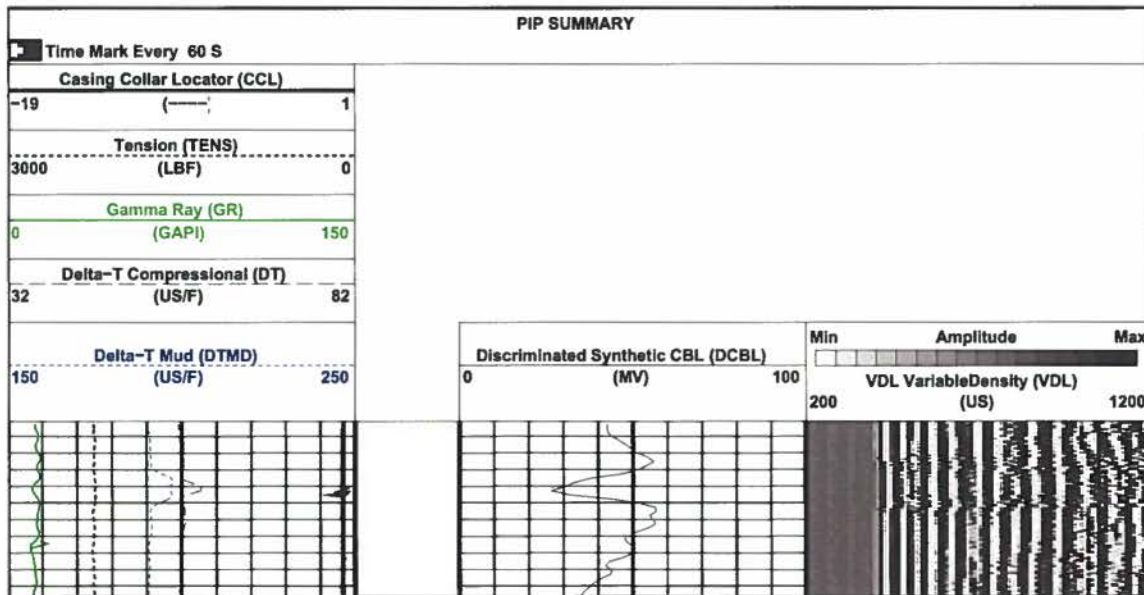 PIP SUMMARY
Time Mark Every 60 S
Casing Collar Locator (CCL)
-19 (----) 1
Tension (TENS)
3000 (LBF) 0
Gamma Ray (GR)
0 (GAPI) 150
Delta-T Compressional (DT)
32 (US/F) 82
Delta-T Mud (DTMD)
150 (US/F) 250
Discriminated Synthetic CBL (DCBL)
0 (MV) 100
Min Amplitude Max
VDL VariableDensity (VDL)
200 (US) 1200